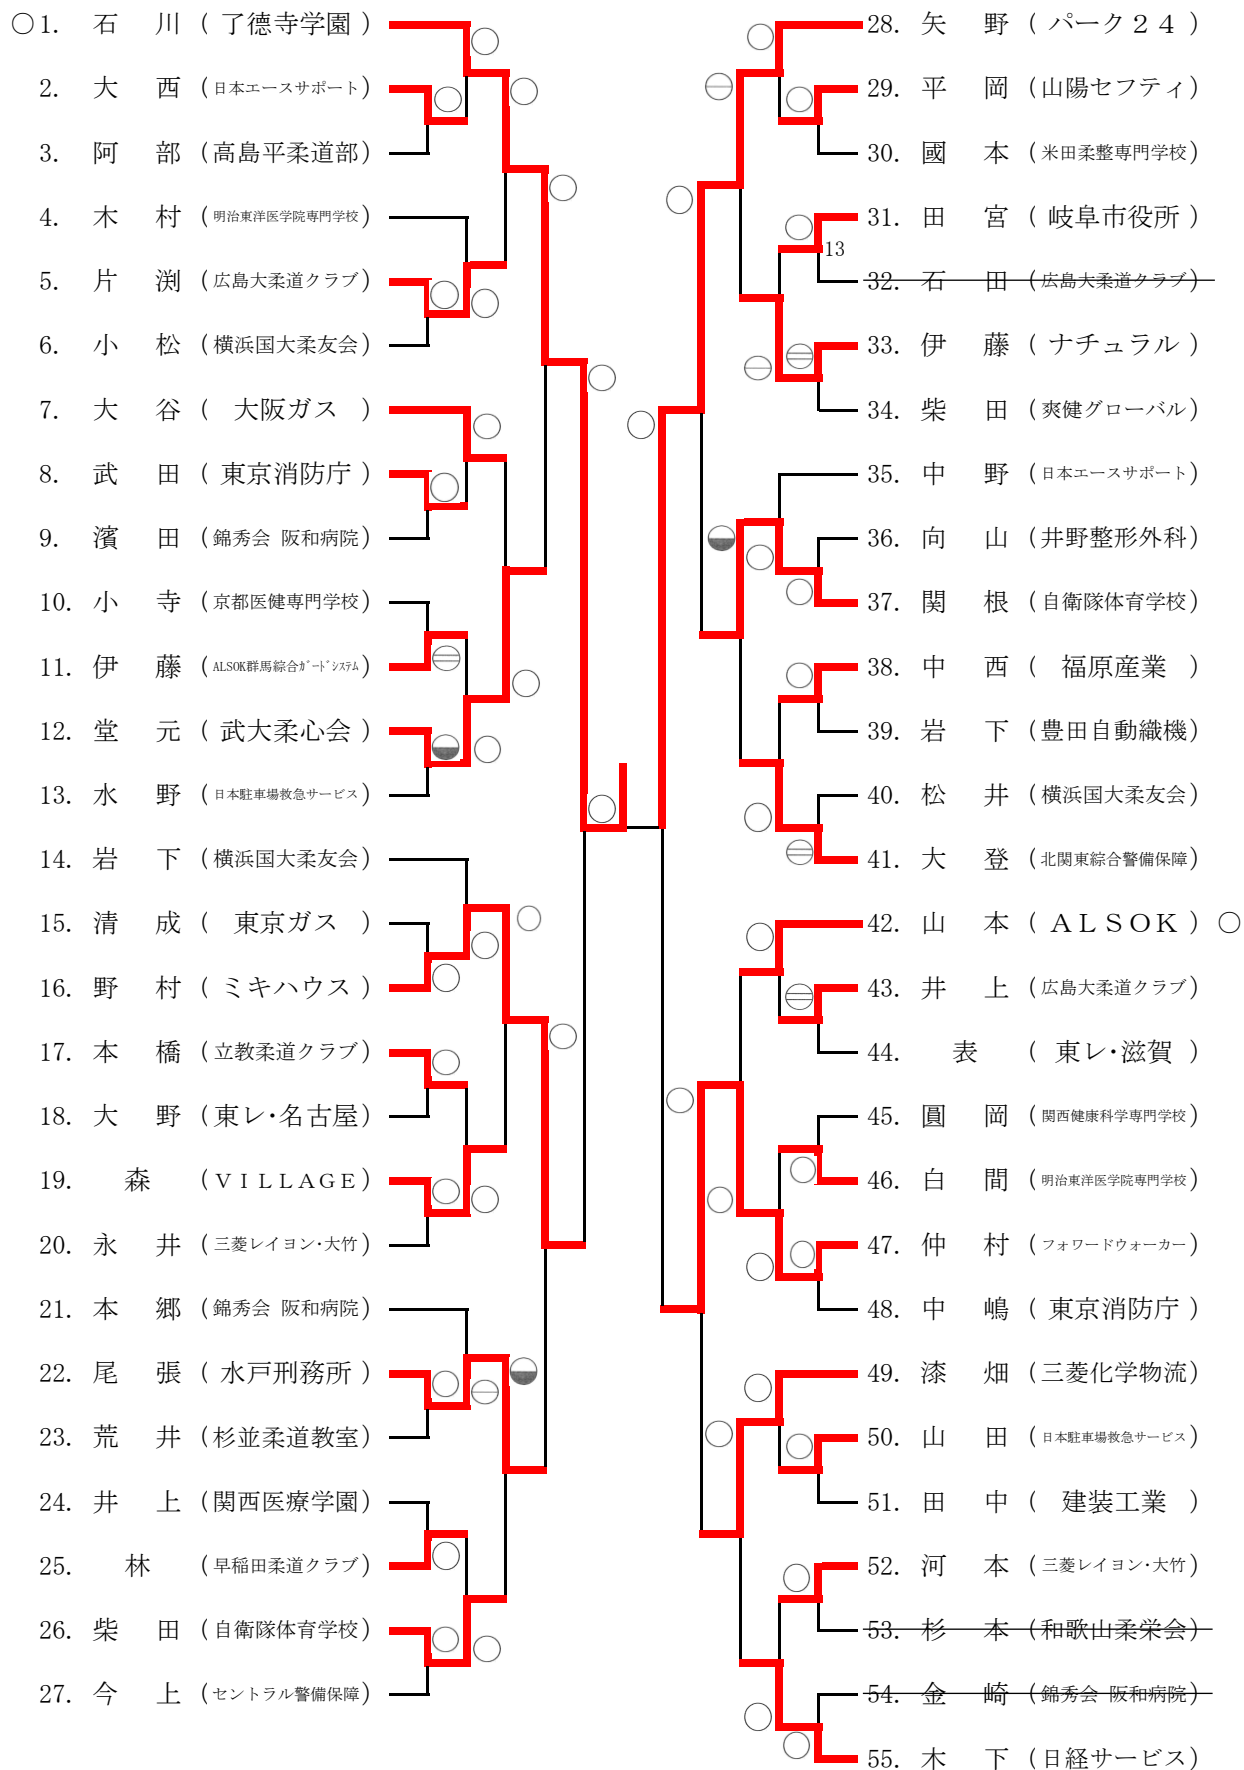 ○1. 石川（了德寺学園）
2. 大西（日本エースサポート）
3. 阿部（高島平柔道部）
4. 木村（明治東洋医学院専門学校）
5. 片渕（広島大柔道クラブ）
6. 小松（横浜国大柔友会）
7. 大谷（大阪ガス）
8. 武田（東京消防庁）
9. 濱田（錦秀会 阪和病院）
10. 小寺（京都医健専門学校）
11. 伊藤（ALSOK群馬綜合ｶﾞｰﾄﾞｼｽﾃﾑ）
12. 堂元（武大柔心会）
13. 水野（日本駐車場救急サービス）
14. 岩下（横浜国大柔友会）
15. 清成（東京ガス）
16. 野村（ミキハウス）
17. 本橋（立教柔道クラブ）
18. 大野（東レ・名古屋）
19. 森（ＶＩＬＬＡＧＥ）
20. 永井（三菱レイヨン・大竹）
21. 本郷（錦秀会 阪和病院）
22. 尾張（水戸刑務所）
23. 荒井（杉並柔道教室）
24. 井上（関西医療学園）
25. 林（早稲田柔道クラブ）
26. 柴田（自衛隊体育学校）
27. 今上（セントラル警備保障）
28. 矢野（パーク２４）
29. 平岡（山陽セフティ）
30. 國本（米田柔整専門学校）
31. 田宮（岐阜市役所）
13
32. 石田（広島大柔道クラブ）
33. 伊藤（ナチュラル）
34. 柴田（爽健グローバル）
35. 中野（日本エースサポート）
36. 向山（井野整形外科）
37. 関根（自衛隊体育学校）
38. 中西（福原産業）
39. 岩下（豊田自動織機）
40. 松井（横浜国大柔友会）
41. 大登（北関東綜合警備保障）
42. 山本（ＡＬＳＯＫ）○
43. 井上（広島大柔道クラブ）
44. 表（東レ・滋賀）
45. 圓岡（関西健康科学専門学校）
46. 白間（明治東洋医学院専門学校）
47. 仲村（フォワードウォーカー）
48. 中嶋（東京消防庁）
49. 漆畑（三菱化学物流）
50. 山田（日本駐車場救急サービス）
51. 田中（建装工業）
52. 河本（三菱レイヨン・大竹）
53. 杉本（和歌山柔栄会）
54. 金崎（錦秀会 阪和病院）
55. 木下（日経サービス）